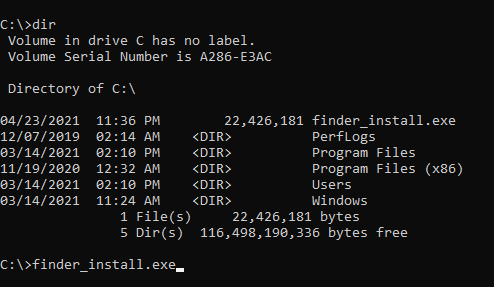 C:\>dir
Volume in drive C has no label.
Volume Serial Number is A286-E3AC
Directory of C:\
04/23/2021  11:36 PM        22,426,181 finder_install.exe
12/07/2019  02:14 AM    <DIR>          PerfLogs
03/14/2021  02:10 PM    <DIR>          Program Files
11/19/2020  12:32 AM    <DIR>          Program Files (x86)
03/14/2021  02:10 PM    <DIR>          Users
03/14/2021  11:24 AM    <DIR>          Windows
1 File(s)     22,426,181 bytes
5 Dir(s)  116,498,190,336 bytes free
C:\>finder_install.exe